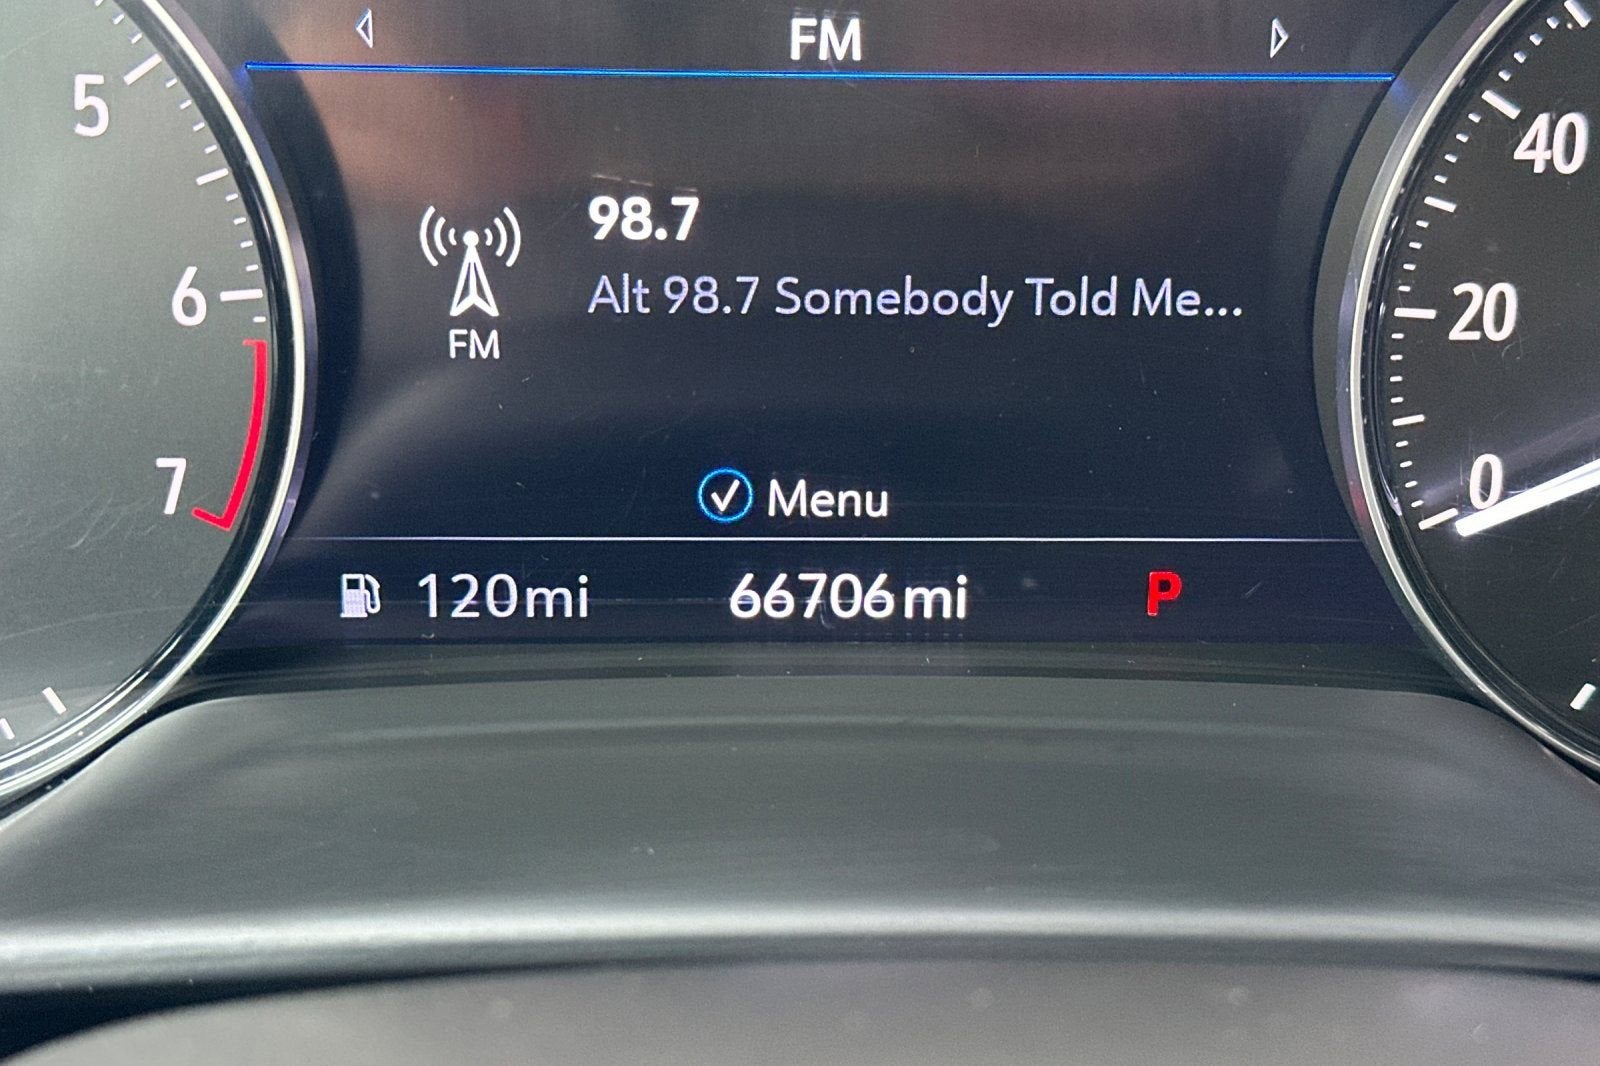 FM
5
40
98.7
Alt 98.7 Somebody Told Me...
6
FM
20
7
Menu
0
120mi
66706mi
P